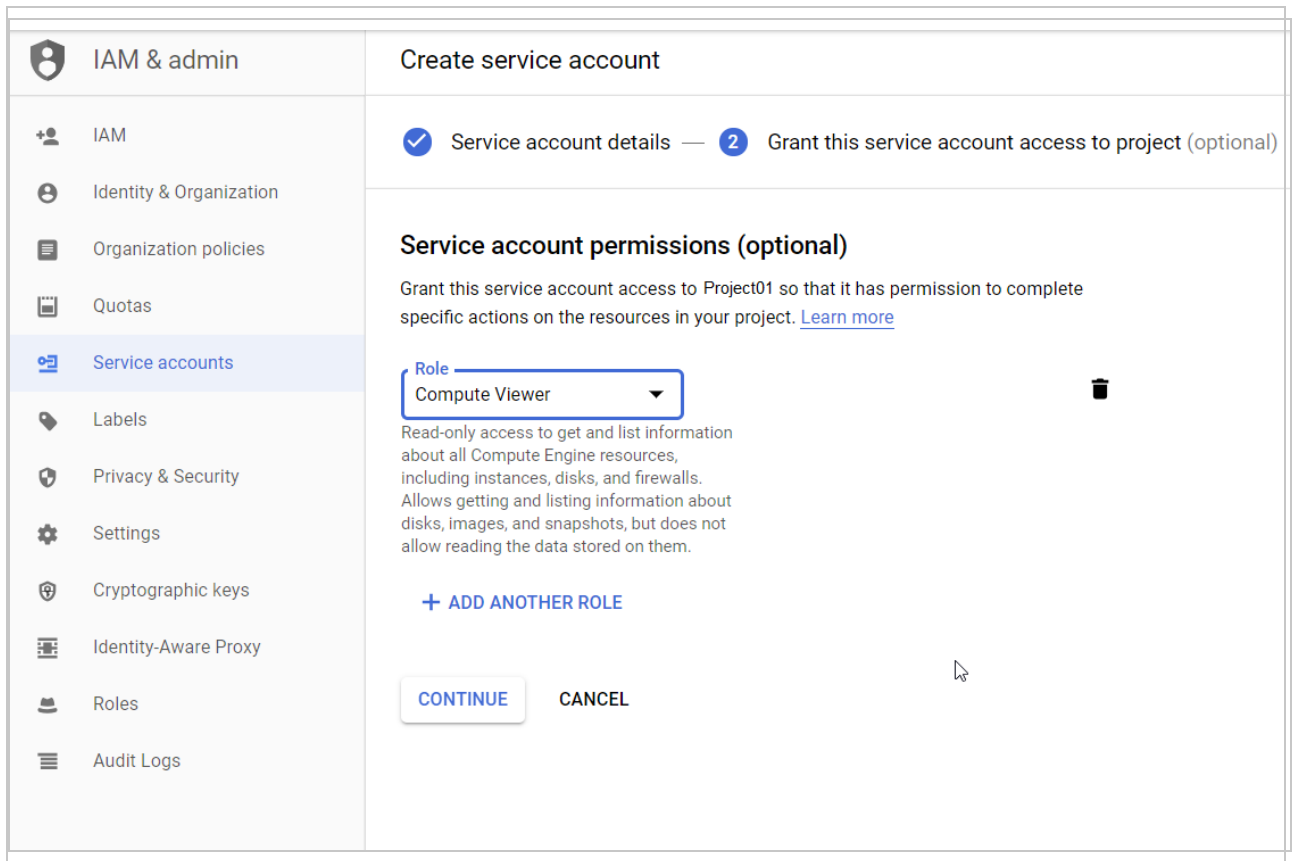 IAM & admin
Create service account
IAM
Identity & Organization
Organization policies
Quotas
Service accounts
Labels
Privacy & Security
Settings
Cryptographic keys
Identity-Aware Proxy
Roles
Audit Logs
Service account details — 2 Grant this service account access to project (optional)
Service account permissions (optional)
Grant this service account access to Project01 so that it has permission to complete
specific actions on the resources in your project. Learn more
Role
Compute Viewer
Read-only access to get and list information
about all Compute Engine resources,
including instances, disks, and firewalls.
Allows getting and listing information about
disks, images, and snapshots, but does not
allow reading the data stored on them.
+ ADD ANOTHER ROLE
CONTINUE CANCEL